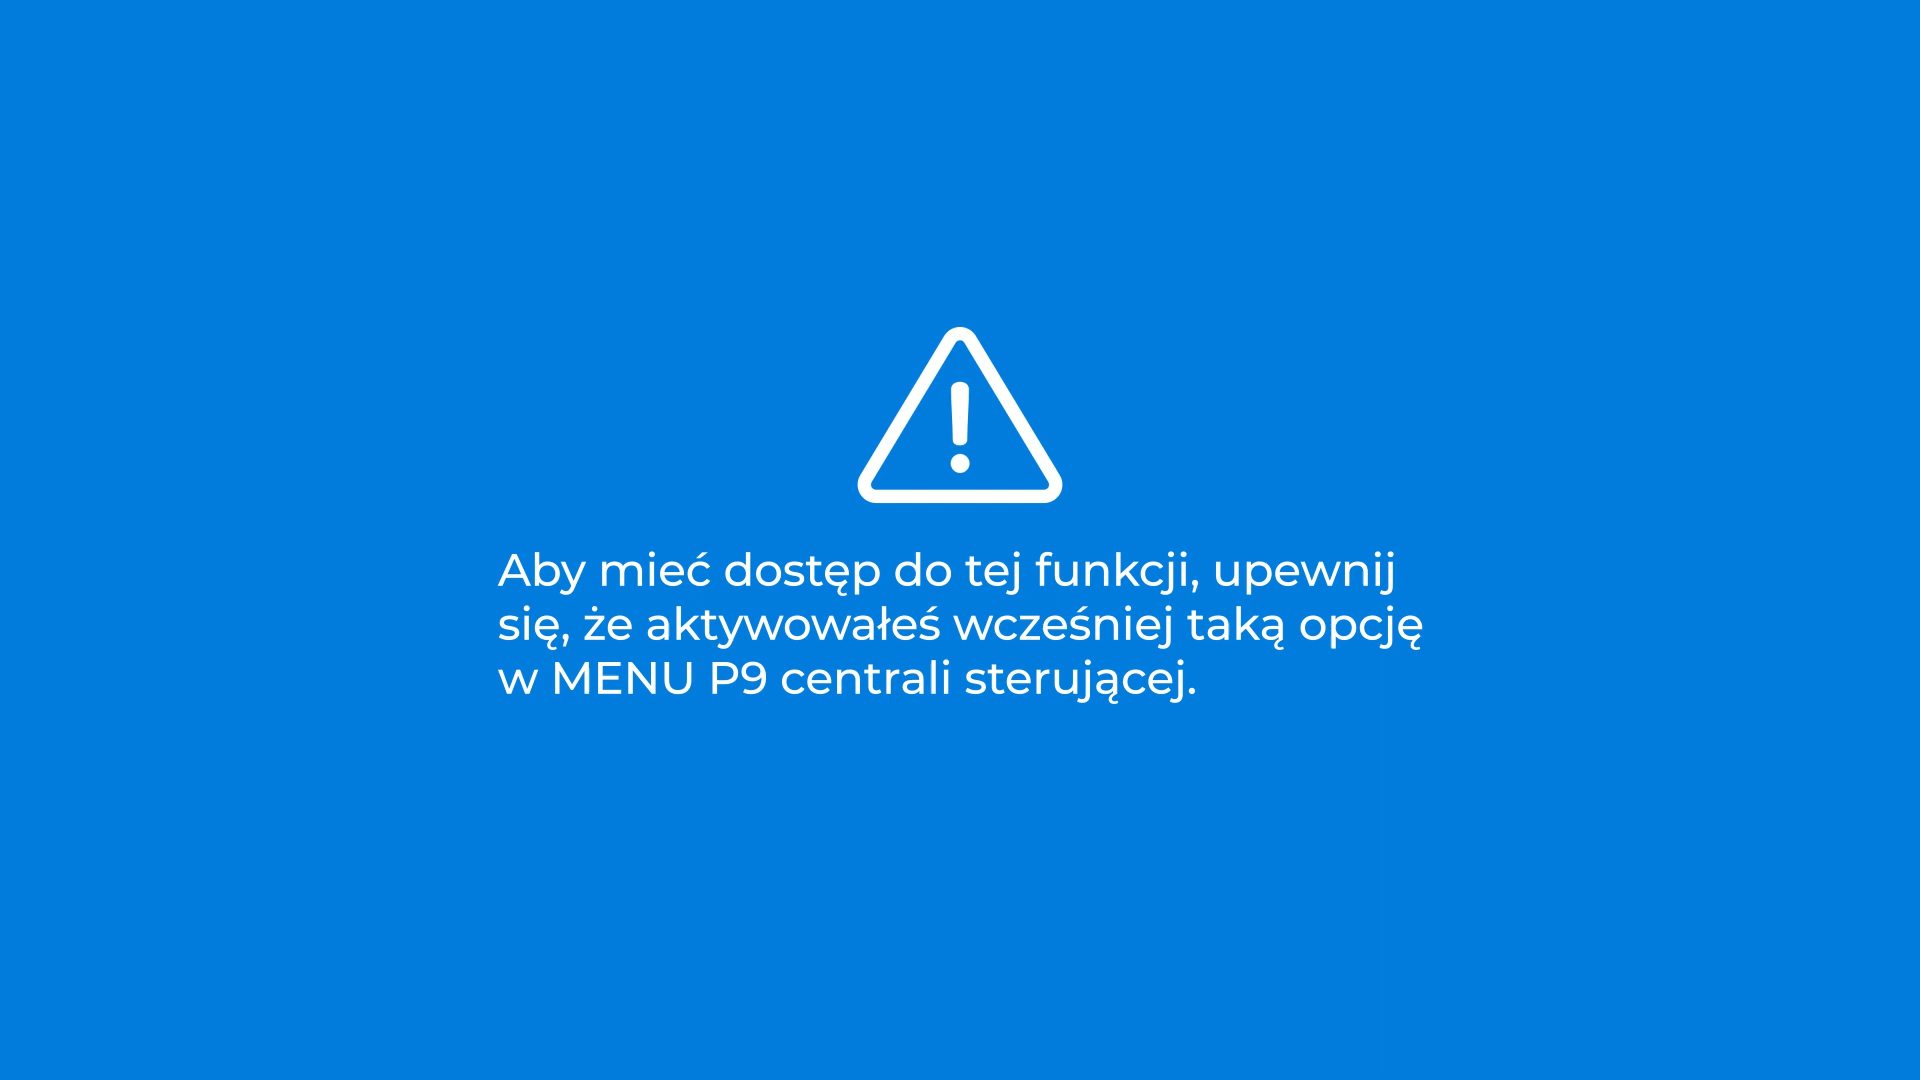 Aby mieć dostęp do tej funkcji, upewnij
się, że aktywowałeś wcześniej taką opcję
w MENU P9 centrali sterującej.